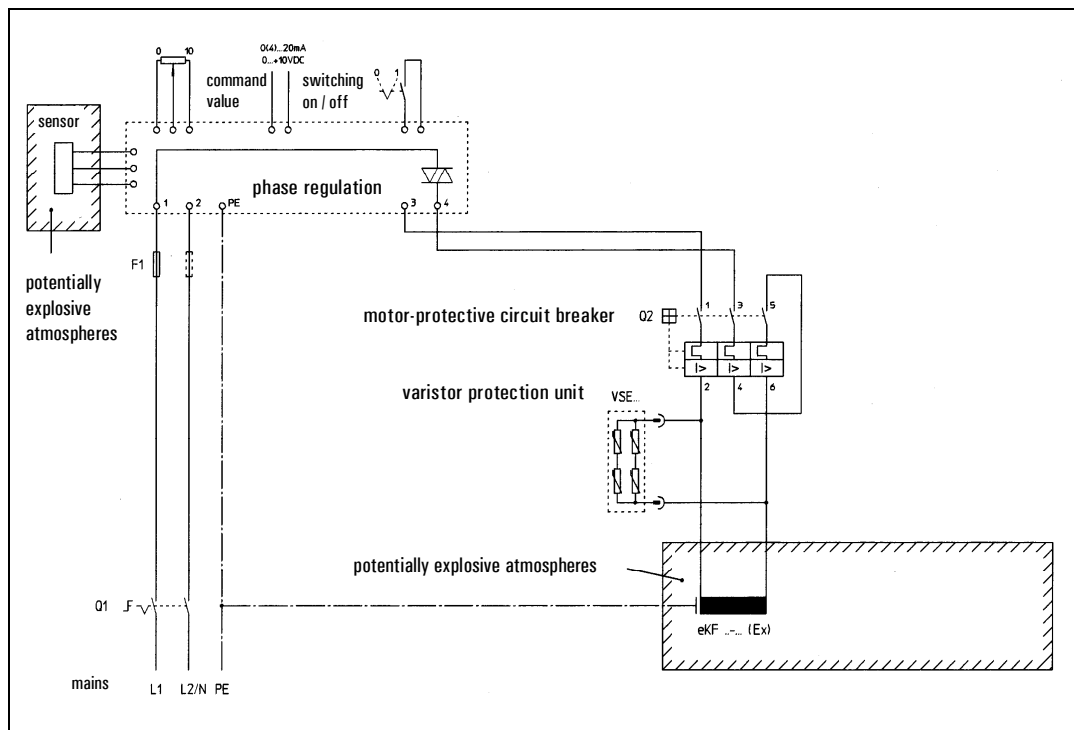 0 10
0(4)...20mA
0...+10VDC
command
value
switching
on / off
0 1
sensor
phase regulation
1 2 PE 3 4
F1
potentially
explosive
atmospheres
motor-protective circuit breaker
Q2
1 3 5
I> I> I>
2 4 6
varistor protection unit
VSE...
potentially explosive atmospheres
Q1
eKF ..-... (Ex)
mains
L1 L2/N PE